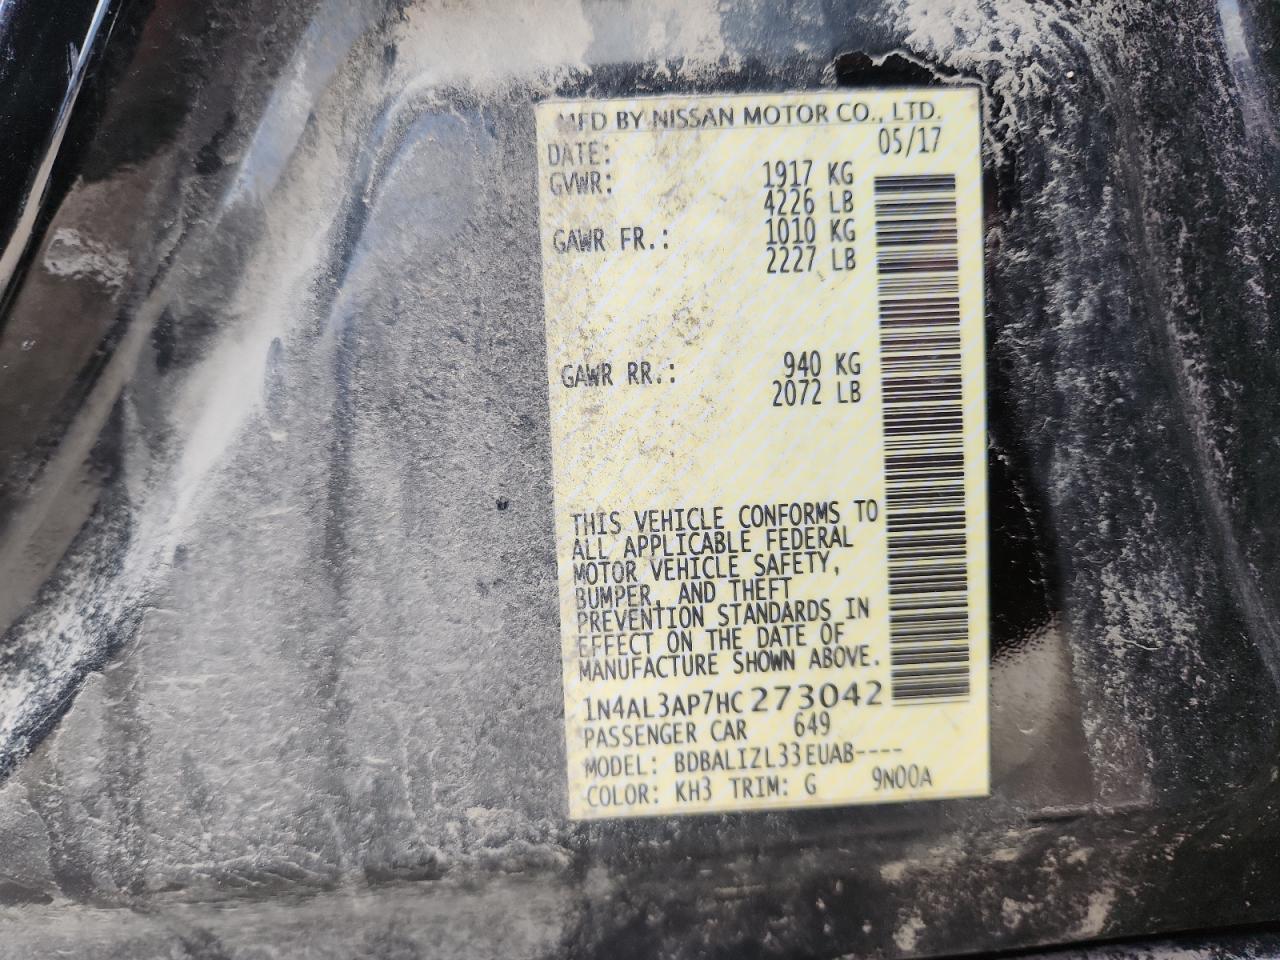 MFD BY NISSAN MOTOR CO., LTD.
DATE: 05/17
GVWR: 1917 KG
4226 LB
GAWR FR.: 1010 KG
2227 LB
GAWR RR.: 940 KG
2072 LB
THIS VEHICLE CONFORMS TO
ALL APPLICABLE FEDERAL
MOTOR VEHICLE SAFETY,
BUMPER, AND THEFT
PREVENTION STANDARDS IN
EFFECT ON THE DATE OF
MANUFACTURE SHOWN ABOVE.
1N4AL3AP7HC273042
PASSENGER CAR 649
MODEL: BDBALIZL33EUAB----
COLOR: KH3 TRIM: G 9N00A